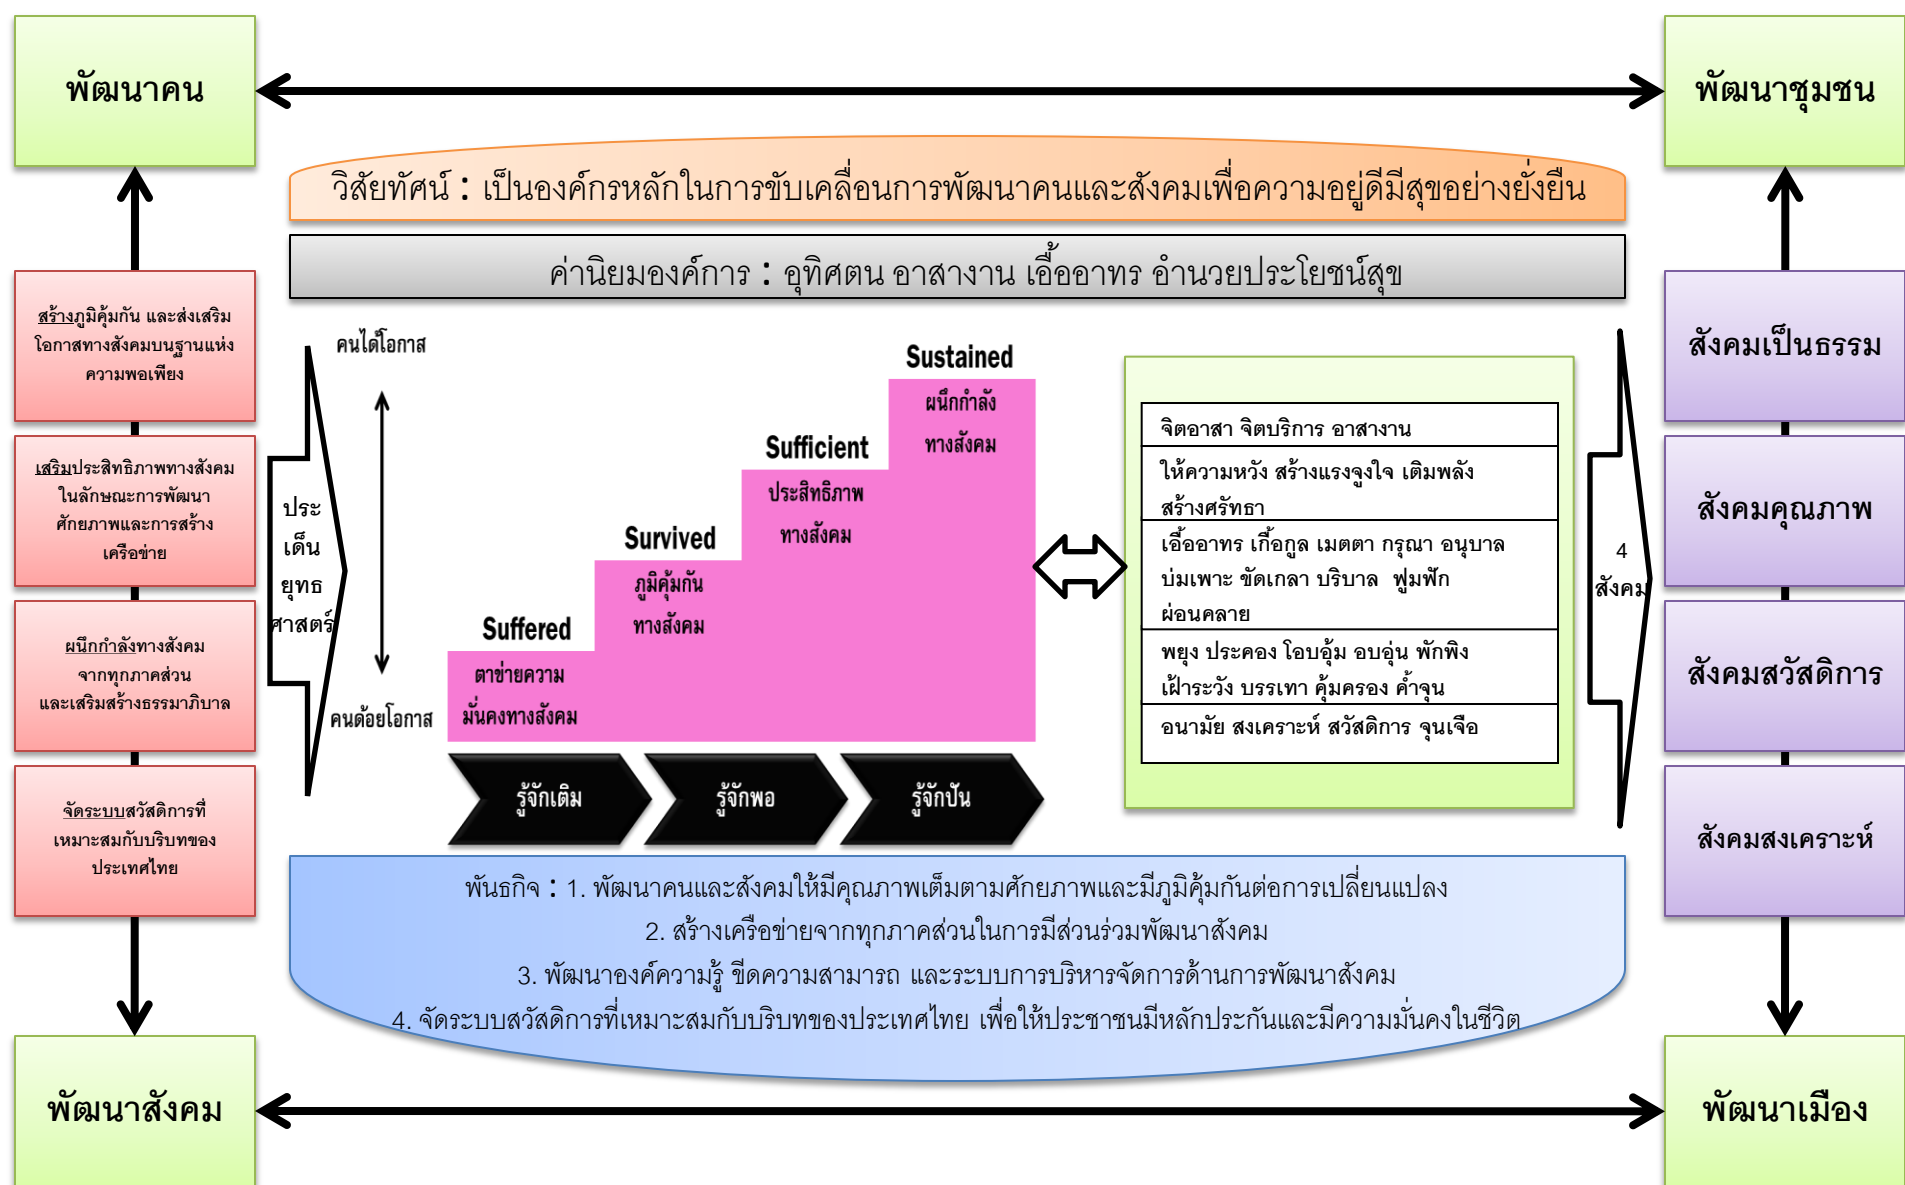 พัฒนาคน
พัฒนาชุมชน
วิสัยทัศน์ : เป็นองค์กรหลักในการขับเคลื่อนการพัฒนาคนและสังคมเพื่อความอยู่ดีมีสุขอย่างยั่งยืน
ค่านิยมองค์การ : อุทิศตน อาสางาน เอื้ออาทร อำนวยประโยชน์สุข
สร้างภูมิคุ้มกัน และส่งเสริม
โอกาสทางสังคมบนฐานแห่ง
ความพอเพียง
เสริมประสิทธิภาพทางสังคม
ในลักษณะการพัฒนา
ศักยภาพและการสร้าง
เครือข่าย
ผนึกกำลังทางสังคม
จากทุกภาคส่วน
และเสริมสร้างธรรมาภิบาล
จัดระบบสวัสดิการที่
เหมาะสมกับบริบทของ
ประเทศไทย
ประ
เด็น
ยุทธ
ศาสตร์
คนได้โอกาส
คนด้อยโอกาส
Sustained
ผนึกกำลัง
ทางสังคม
Sufficient
ประสิทธิภาพ
ทางสังคม
Survived
ภูมิคุ้มกัน
ทางสังคม
Suffered
ตาข่ายความ
มั่นคงทางสังคม
รู้จักเติม
รู้จักพอ
รู้จักปัน
จิตอาสา จิตบริการ อาสางาน
ให้ความหวัง สร้างแรงจูงใจ เติมพลัง
สร้างศรัทธา
เอื้ออาทร เกื้อกูล เมตตา กรุณา อนุบาล
บ่มเพาะ ขัดเกลา บริบาล ฟูมฟัก
ผ่อนคลาย
พยุง ประคอง โอบอุ้ม อบอุ่น พักพิง
เฝ้าระวัง บรรเทา คุ้มครอง ค้ำจุน
อนามัย สงเคราะห์ สวัสดิการ จุนเจือ
4
สังคม
สังคมเป็นธรรม
สังคมคุณภาพ
สังคมสวัสดิการ
สังคมสงเคราะห์
พันธกิจ : 1. พัฒนาคนและสังคมให้มีคุณภาพเต็มตามศักยภาพและมีภูมิคุ้มกันต่อการเปลี่ยนแปลง
2. สร้างเครือข่ายจากทุกภาคส่วนในการมีส่วนร่วมพัฒนาสังคม
3. พัฒนาองค์ความรู้ ขีดความสามารถ และระบบการบริหารจัดการด้านการพัฒนาสังคม
4. จัดระบบสวัสดิการที่เหมาะสมกับบริบทของประเทศไทย เพื่อให้ประชาชนมีหลักประกันและมีความมั่นคงในชีวิต
พัฒนาสังคม
พัฒนาเมือง